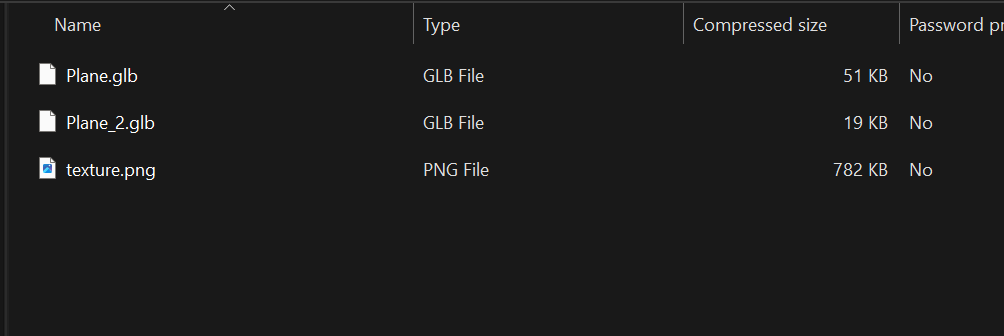 Name Type Compressed size Password pr
Plane.glb GLB File 51 KB No
Plane_2.glb GLB File 19 KB No
texture.png PNG File 782 KB No